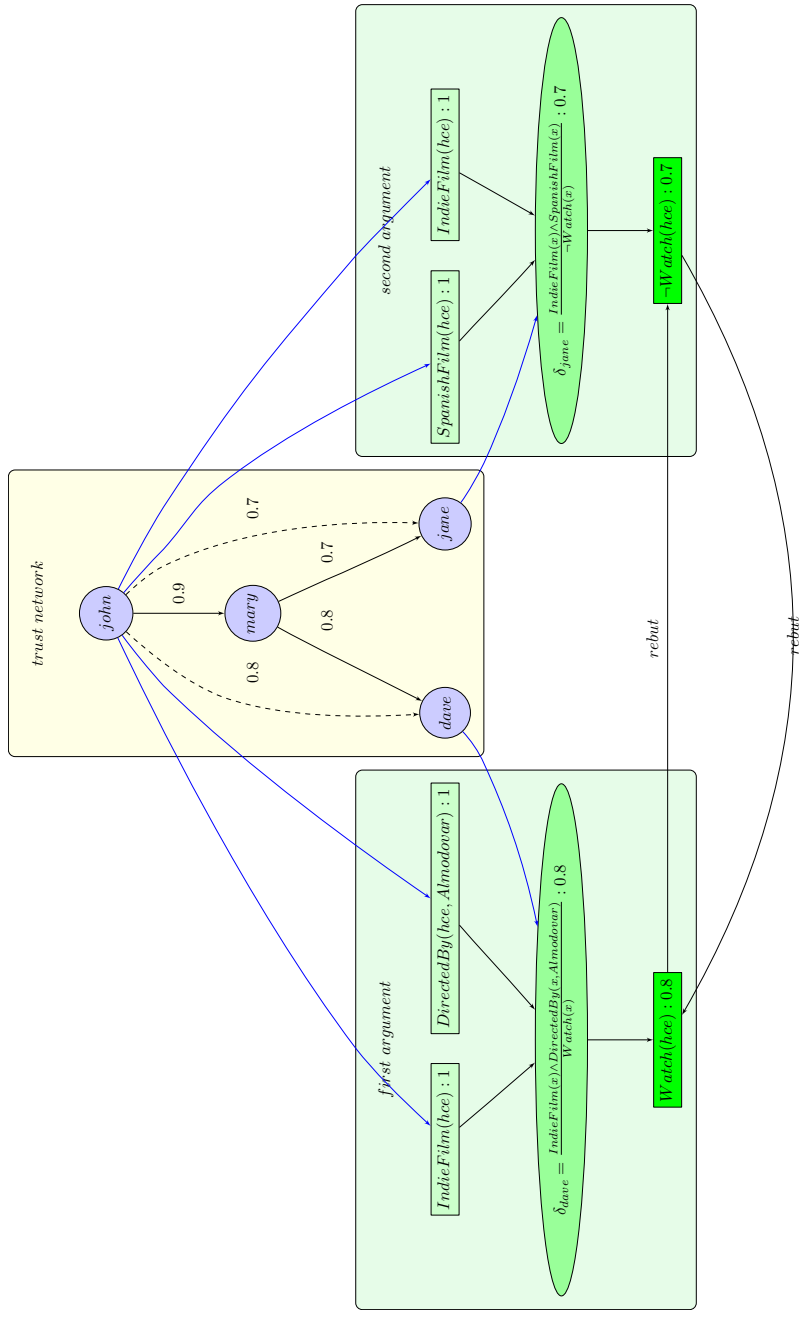 trust network
john
0.9
0.8
0.7
mary
0.8
0.7
dave
jane
first argument
IndieFilm(hce) : 1
DirectedBy(hce, Almodovar) : 1
δ_dave = IndieFilm(x)∧DirectedBy(x,Almodovar) / Watch(x) : 0.8
Watch(hce) : 0.8
second argument
SpanishFilm(hce) : 1
IndieFilm(hce) : 1
δ_jane = IndieFilm(x)∧SpanishFilm(x) / ¬Watch(x) : 0.7
¬Watch(hce) : 0.7
rebut
rebut